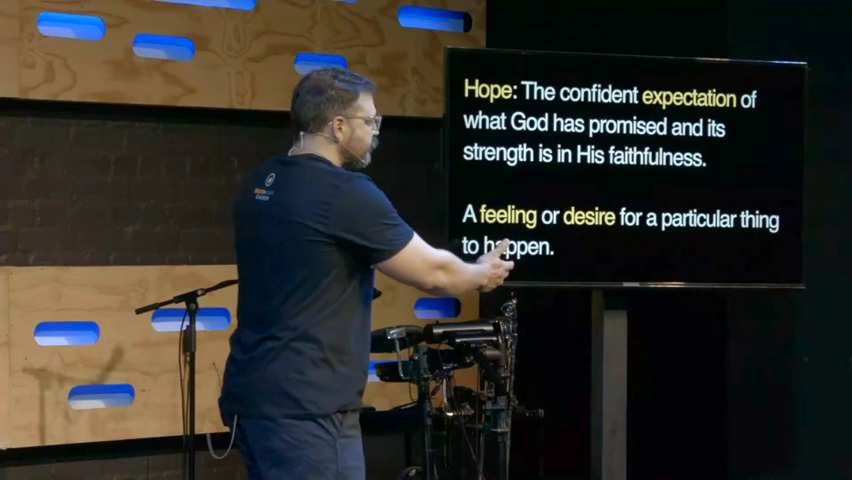 Hope: The confident expectation of
what God has promised and its
strength is in His faithfulness.
A feeling or desire for a particular thing
to happen.